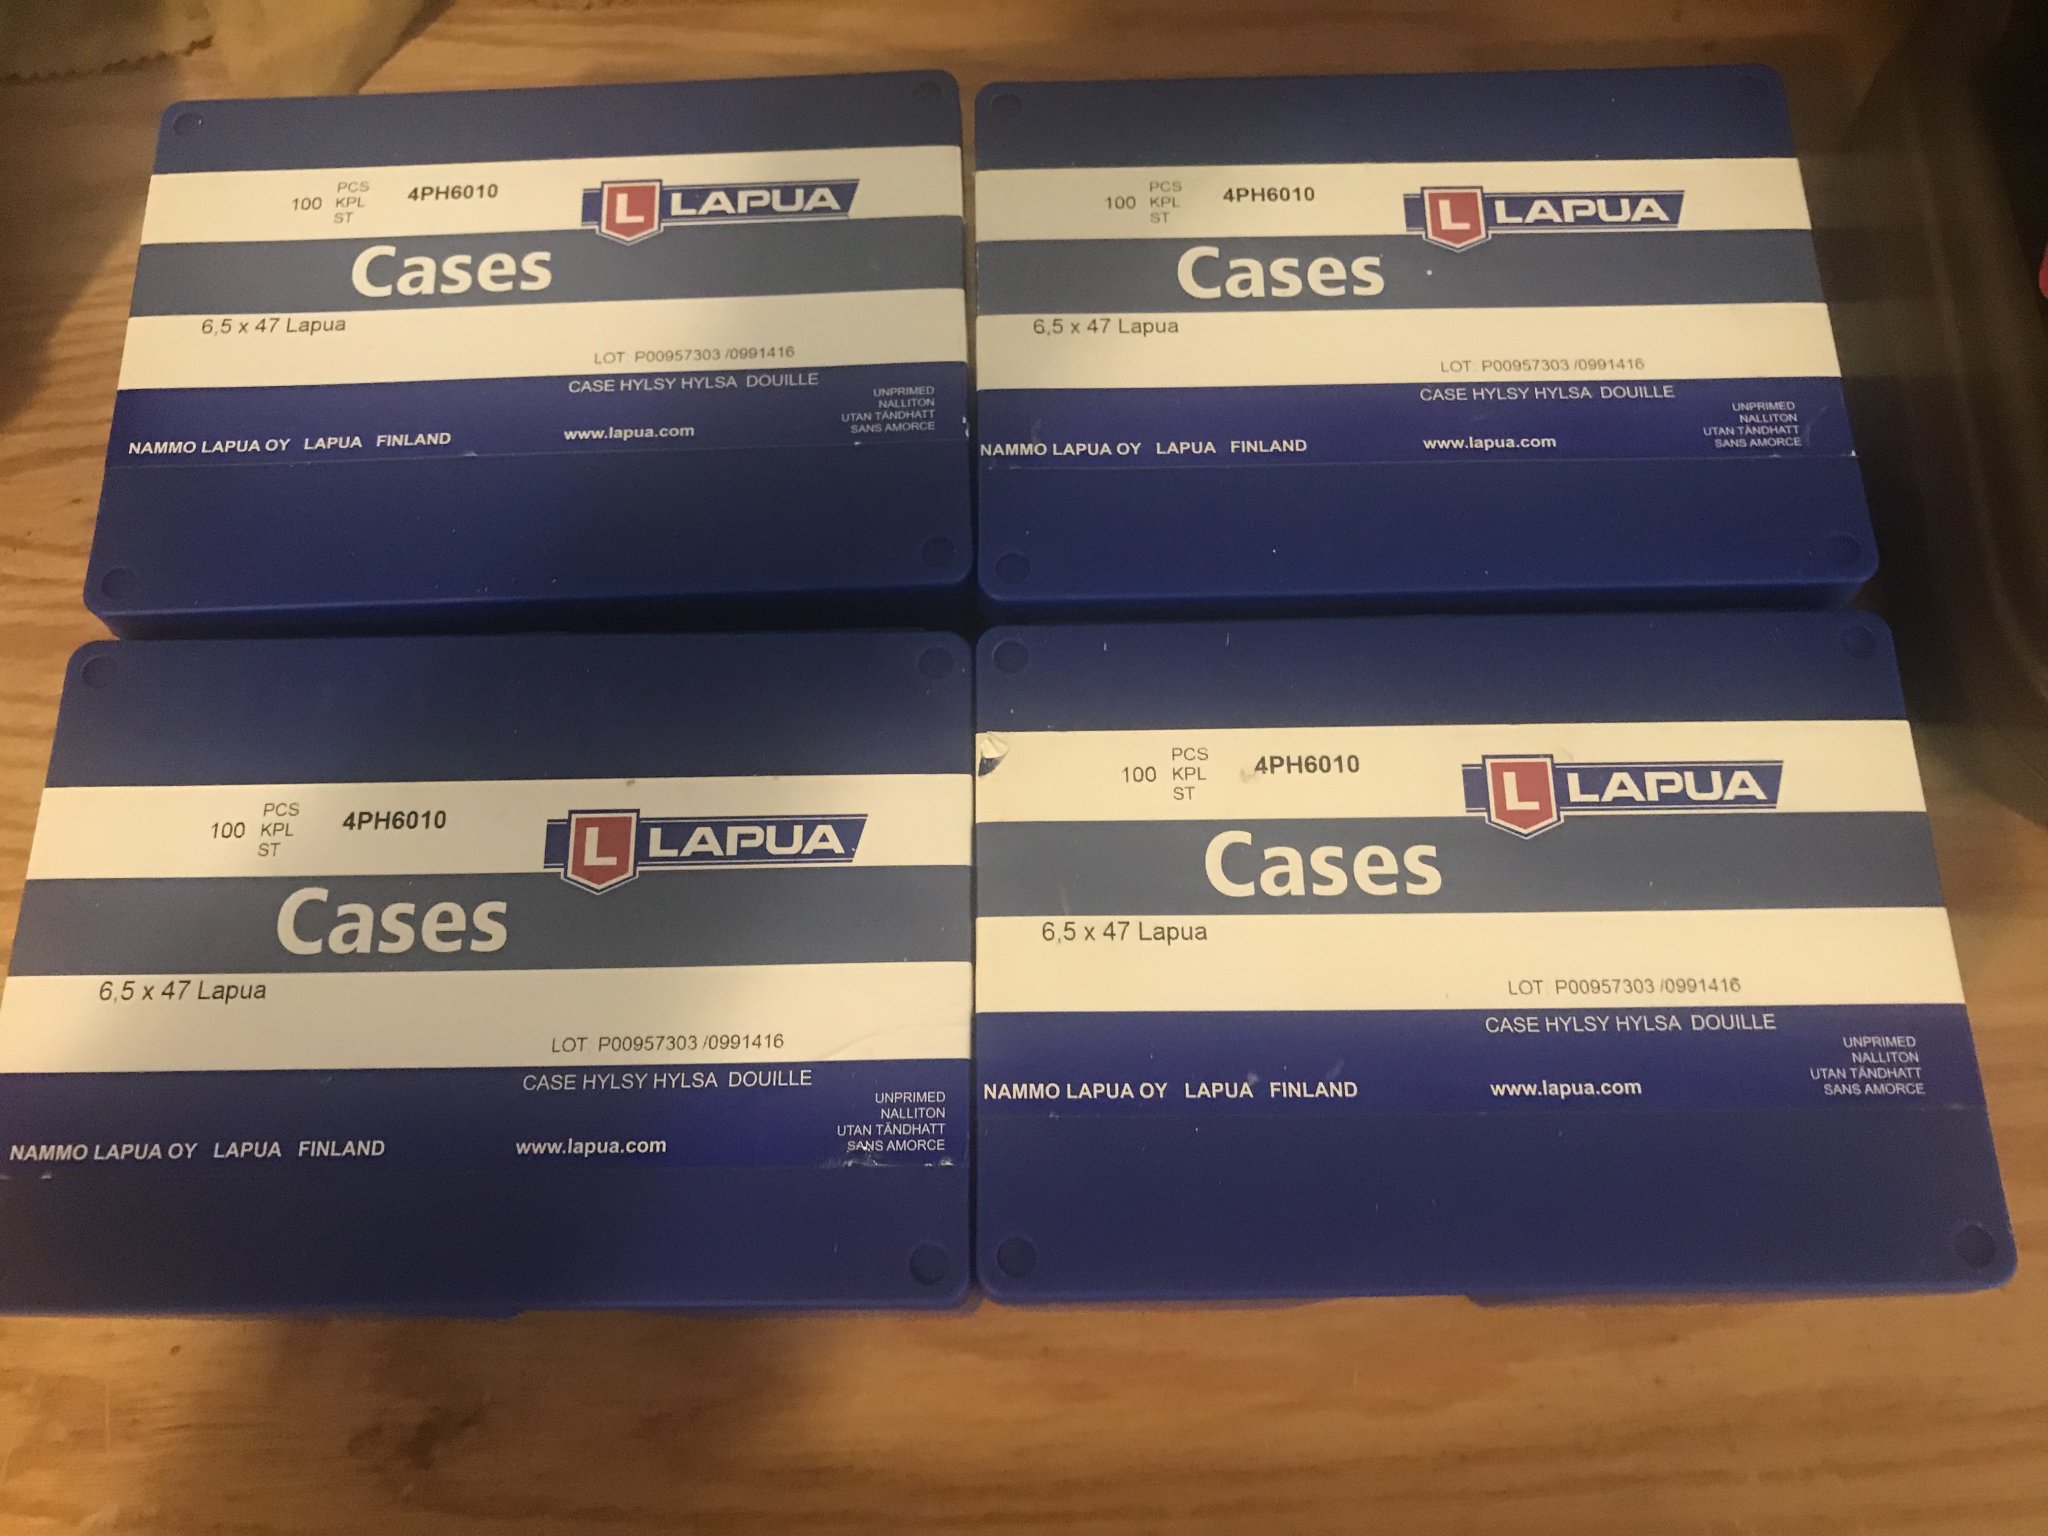 100 PCS KPL ST 4PH6010 L LAPUA
Cases
6,5 x 47 Lapua
LOT: P00957303 /0991416
CASE HYLSY HYLSA DOUILLE
UNPRIMED
NALLITON
UTAN TÄNDHATT
SANS AMORCE
NAMMO LAPUA OY LAPUA FINLAND www.lapua.com
100 PCS KPL ST 4PH6010 L LAPUA
Cases
6,5 x 47 Lapua
LOT: P00957303 /0991416
CASE HYLSY HYLSA DOUILLE
UNPRIMED
NALLITON
UTAN TÄNDHATT
SANS AMORCE
NAMMO LAPUA OY LAPUA FINLAND www.lapua.com
100 PCS KPL ST 4PH6010 L LAPUA
Cases
6,5 x 47 Lapua
LOT: P00957303 /0991416
CASE HYLSY HYLSA DOUILLE
UNPRIMED
NALLITON
UTAN TÄNDHATT
SANS AMORCE
NAMMO LAPUA OY LAPUA FINLAND www.lapua.com
100 PCS KPL ST 4PH6010 L LAPUA
Cases
6,5 x 47 Lapua
LOT: P00957303 /0991416
CASE HYLSY HYLSA DOUILLE
UNPRIMED
NALLITON
UTAN TÄNDHATT
SANS AMORCE
NAMMO LAPUA OY LAPUA FINLAND www.lapua.com